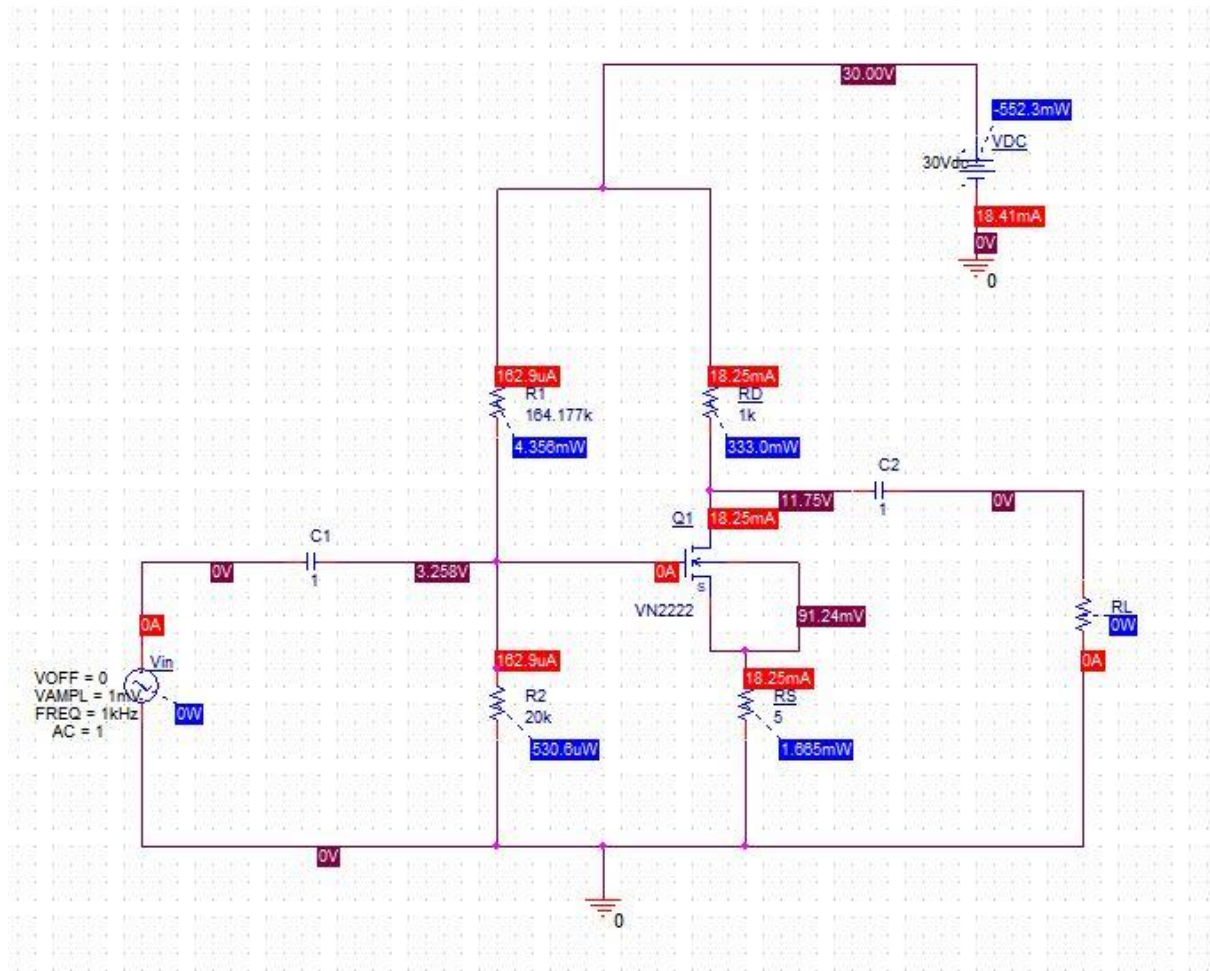 30.00V
-552.3mW
VDC
30Vdc
18.41mA
0V
0
162.9uA
R1
164.177k
4.356mW
18.25mA
RD
1k
333.0mW
C2
1
11.75V
0V
Q1
18.25mA
C1
1
0V
3.258V
0A
s
VN2222
91.24mV
RL
0W
0A
0A
Vin
VOFF = 0
VAMPL = 1mV
FREQ = 1kHz
AC = 1
0W
162.9uA
R2
20k
530.6uW
18.25mA
RS
5
1.665mW
0V
0